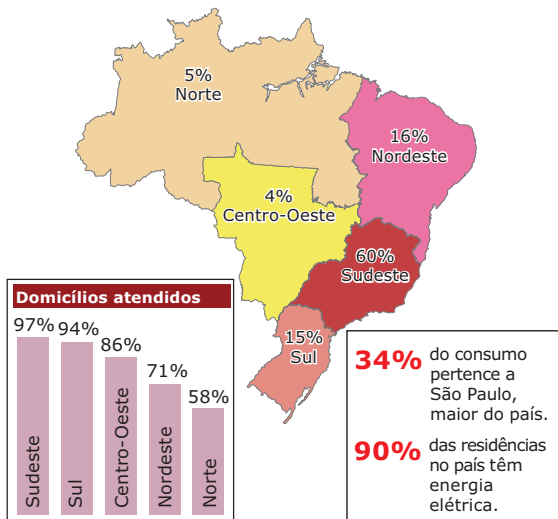 5%
Norte
16%
Nordeste
4%
Centro-Oeste
60%
Sudeste
15%
Sul
Domicílios atendidos
97%
94%
86%
71%
58%
Sudeste
Sul
Centro-Oeste
Nordeste
Norte
34% do consumo
pertence a
São Paulo,
maior do país.
90% das residências
no país têm
energia
elétrica.